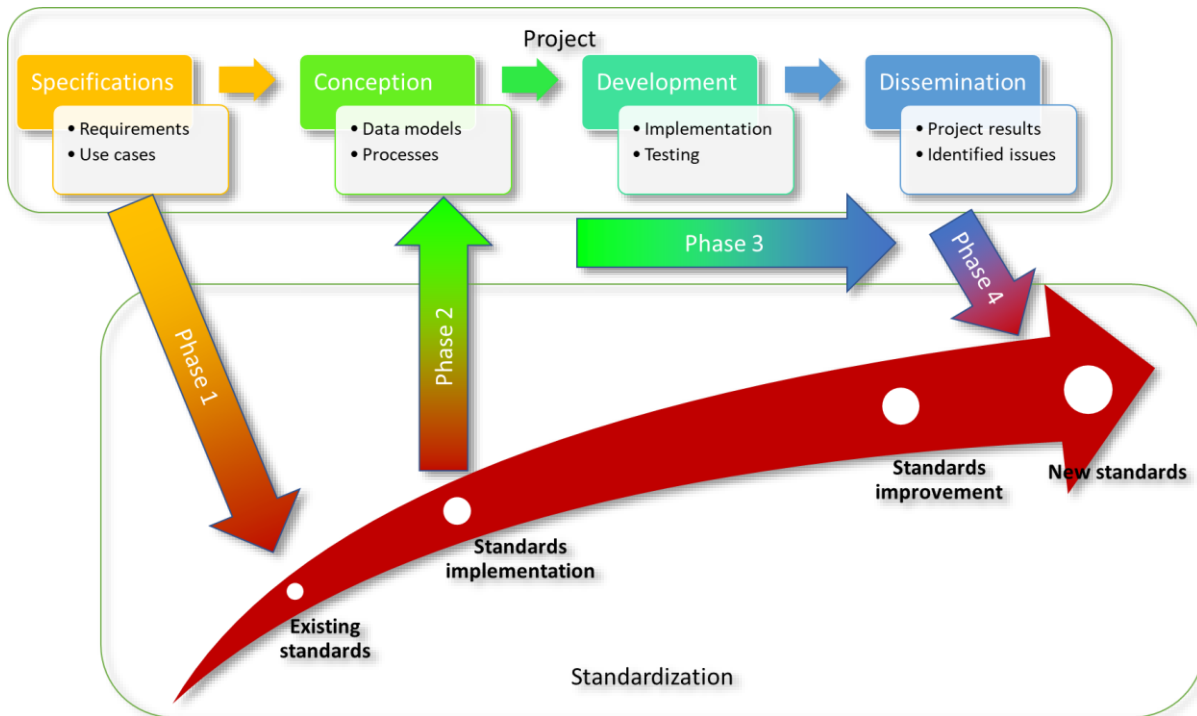 Project
Specifications
• Requirements
• Use cases
Conception
• Data models
• Processes
Development
• Implementation
• Testing
Dissemination
• Project results
• Identified issues
Phase 1
Phase 2
Phase 3
Phase 4
Existing
standards
Standards
implementation
Standards
improvement
New standards
Standardization